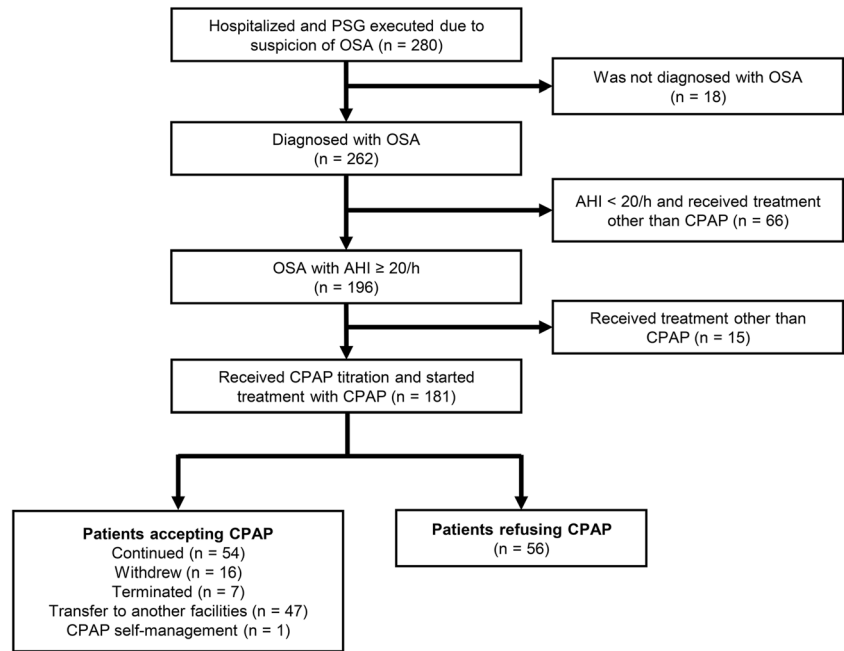 Hospitalized and PSG executed due to
suspicion of OSA (n = 280)
Was not diagnosed with OSA
(n = 18)
Diagnosed with OSA
(n = 262)
AHI < 20/h and received treatment
other than CPAP (n = 66)
OSA with AHI ≥ 20/h
(n = 196)
Received treatment other than
CPAP (n = 15)
Received CPAP titration and started
treatment with CPAP (n = 181)
Patients accepting CPAP
Continued (n = 54)
Withdrew (n = 16)
Terminated (n = 7)
Transfer to another facilities (n = 47)
CPAP self-management (n = 1)
Patients refusing CPAP
(n = 56)